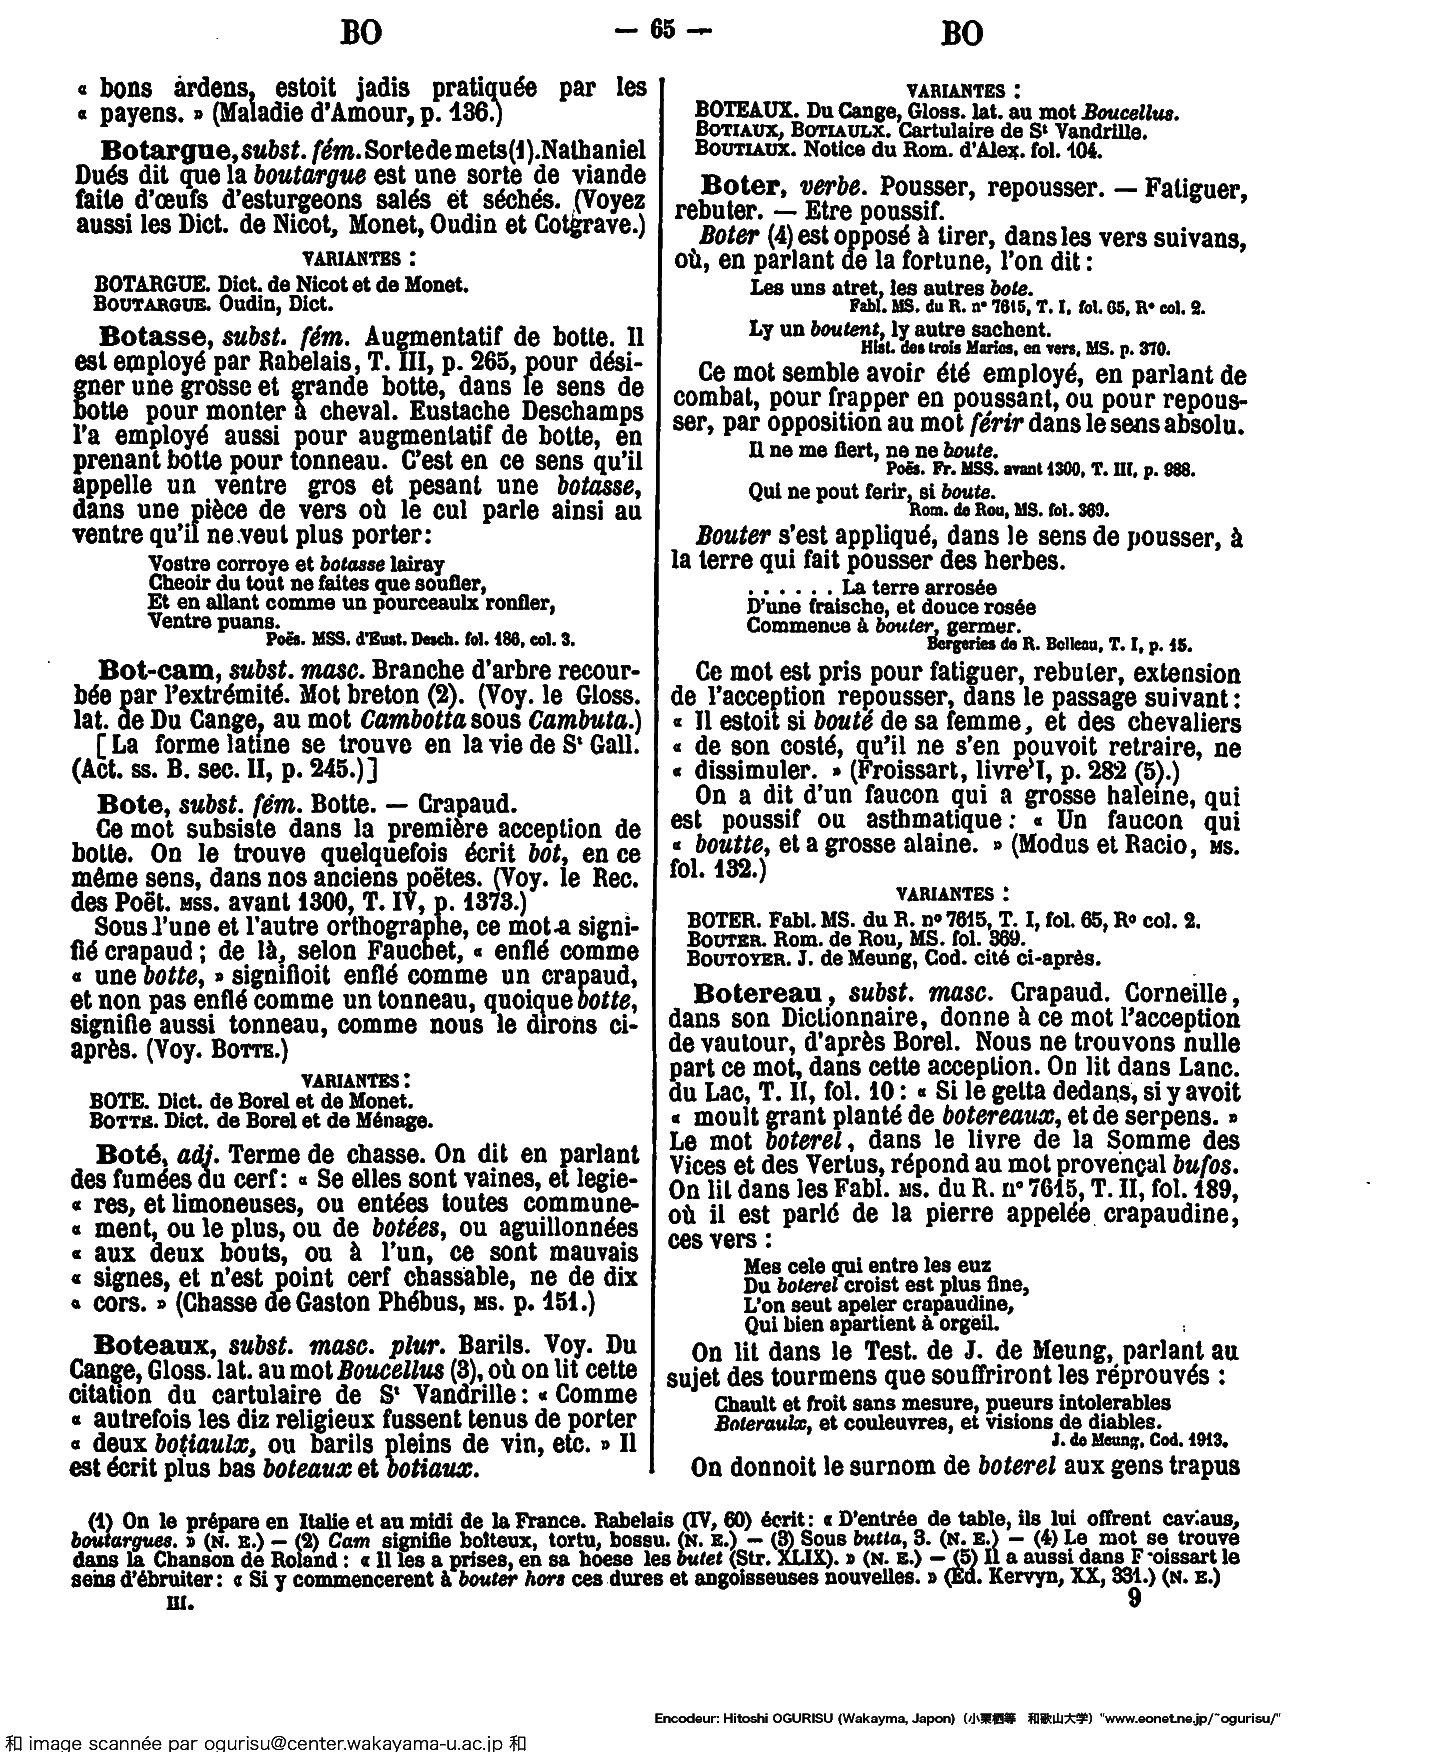 BO — 65 — BO
« bons ardens, estoit jadis pratiquée par les
« payens. » (Maladie d'Amour, p. 136.)
Botargue, subst. fém. Sorte de mets (1). Nathaniel
Dués dit que la boutargue est une sorte de viande
faite d'œufs d'esturgeons salés et séchés. (Voyez
aussi les Dict. de Nicot, Monet, Oudin et Cotgrave.)
VARIANTES :
BOTARGUE. Dict. de Nicot et de Monet.
BOUTARGUE. Oudin, Dict.
Botasse, subst. fém. Augmentatif de botte. Il
est employé par Rabelais, T. III, p. 265, pour dési-
gner une grosse et grande botte, dans le sens de
botte pour monter à cheval. Eustache Deschamps
l'a employé aussi pour augmentatif de botte, en
prenant botte pour tonneau. C'est en ce sens qu'il
appelle un ventre gros et pesant une botasse,
dans une pièce de vers où le cul parle ainsi au
ventre qu'il ne veut plus porter :
Vostre corroye et botasse lairay
Cheoir du tout ne faites que soufler,
Et en allant comme un pourceaulx ronfler,
Ventre puans.
Poës. MSS. d'Eust. Desch. fol. 186, col. 3.
Bot-cam, subst. masc. Branche d'arbre recour-
bée par l'extrémité. Mot breton (2). (Voy. le Gloss.
lat. de Du Cange, au mot Cambotta sous Cambuta.)
[La forme latine se trouve en la vie de St Gall.
(Act. ss. B. sec. II, p. 245.)]
Bote, subst. fém. Botte. — Crapaud.
Ce mot subsiste dans la première acception de
botte. On le trouve quelquefois écrit bot, en ce
même sens, dans nos anciens poëtes. (Voy. le Rec.
des Poët. MSS. avant 1300, T. IV, p. 1373.)
Sous l'une et l'autre orthographe, ce mot a signi-
fié crapaud ; de là, selon Fauchet, « enflé comme
« une botte, » signifioit enflé comme un crapaud,
et non pas enflé comme un tonneau, quoique botte,
signifie aussi tonneau, comme nous le dirons ci-
après. (Voy. BOTTE.)
VARIANTES :
BOTE. Dict. de Borel et de Monet.
BOTTE. Dict. de Borel et de Ménage.
Boté, adj. Terme de chasse. On dit en parlant
des fumées du cerf : « Se elles sont vaines, et legie-
« res, et limoneuses, ou entées toutes commune-
« ment, ou le plus, ou de botées, ou aguillonnées
« aux deux bouts, ou à l'un, ce sont mauvais
« signes, et n'est point cerf chassable, ne de dix
« cors. » (Chasse de Gaston Phébus, MS. p. 151.)
Boteaux, subst. masc. plur. Barils. Voy. Du
Cange, Gloss. lat. au mot Boucellus (3), où on lit cette
citation du cartulaire de St Vandrille : « Comme
« autrefois les diz religieux fussent tenus de porter
« deux botiaulx, ou barils pleins de vin, etc. » Il
est écrit plus bas boteaux et botiaux.
VARIANTES :
BOTEAUX. Du Cange, Gloss. lat. au mot Boucellus.
BOTIAUX, BOTIAULX. Cartulaire de St Vandrille.
BOUTIAUX. Notice du Rom. d'Alex. fol. 104.
Boter, verbe. Pousser, repousser. — Fatiguer,
rebuter. — Etre poussif.
Boter (4) est opposé à tirer, dans les vers suivans,
où, en parlant de la fortune, l'on dit :
Les uns atret, les autres bote.
Fabl. MS. du R. nº 7615, T. I, fol. 65, Rº col. 2.
Ly un boutent, ly autre sachent.
Hist. des trois Maries, en vers, MS. p. 370.
Ce mot semble avoir été employé, en parlant de
combat, pour frapper en poussant, ou pour repous-
ser, par opposition au mot férir dans le sens absolu.
Il ne me fiert, ne ne boute.
Poës. Fr. MSS. avant 1300, T. III, p. 988.
Qui ne pout ferir, si boute.
Rom. de Rou, MS. fol. 369.
Bouter s'est appliqué, dans le sens de pousser, à
la terre qui fait pousser des herbes.
. . . . . . La terre arrosée
D'une fraische, et douce rosée
Commence à bouter, germer.
Bergeries de R. Belleau, T. I, p. 15.
Ce mot est pris pour fatiguer, rebuter, extension
de l'acception repousser, dans le passage suivant :
« Il estoit si bouté de sa femme, et des chevaliers
« de son costé, qu'il ne s'en pouvoit retraire, ne
« dissimuler. » (Froissart, livre I, p. 282 (5).)
On a dit d'un faucon qui a grosse haleine, qui
est poussif ou asthmatique : « Un faucon qui
« boutte, et a grosse alaine. » (Modus et Racio, MS.
fol. 132.)
VARIANTES :
BOTER. Fabl. MS. du R. nº 7615, T. I, fol. 65, Rº col. 2.
BOUTER. Rom. de Rou, MS. fol. 369.
BOUTOYER. J. de Meung, Cod. cité ci-après.
Botereau, subst. masc. Crapaud. Corneille,
dans son Dictionnaire, donne à ce mot l'acception
de vautour, d'après Borel. Nous ne trouvons nulle
part ce mot, dans cette acception. On lit dans Lanc.
du Lac, T. II, fol. 10 : « Si le getta dedans, si y avoit
« moult grant planté de botereaux, et de serpens. »
Le mot boterel, dans le livre de la Somme des
Vices et des Vertus, répond au mot provençal bufos.
On lit dans les Fabl. MS. du R. nº 7615, T. II, fol. 189,
où il est parlé de la pierre appelée crapaudine,
ces vers :
Mes cele qui entre les euz
Du boterel croist est plus fine,
L'on seut apeler crapaudine,
Qui bien apartient à orgeil.
On lit dans le Test. de J. de Meung, parlant au
sujet des tourmens que souffriront les réprouvés :
Chault et froit sans mesure, pueurs intolerables
Boteraulx, et couleuvres, et visions de diables.
J. de Meung, Cod. 1913.
On donnoit le surnom de boterel aux gens trapus
(1) On le prépare en Italie et au midi de la France. Rabelais (IV, 60) écrit : « D'entrée de table, ils lui offrent caviaus,
boutargues. » (N. E.) — (2) Cam signifie boiteux, tortu, bossu. (N. E.) — (3) Sous butta, 3. (N. E.) — (4) Le mot se trouve
dans la Chanson de Roland : « Il les a prises, en sa hoese les butet (Str. XLIX). » (N. E.) — (5) Il a aussi dans Froissart le
sens d'ébruiter : « Si y commencerent à bouter hors ces dures et angoisseuses nouvelles. » (Ed. Kervyn, XX, 331.) (N. E.)
III. 9
Encodeur: Hitoshi OGURISU (Wakayma, Japon) (小栗栖等 和歌山大学) "www.eonet.ne.jp/~ogurisu/"
和 image scannée par ogurisu@center.wakayama-u.ac.jp 和